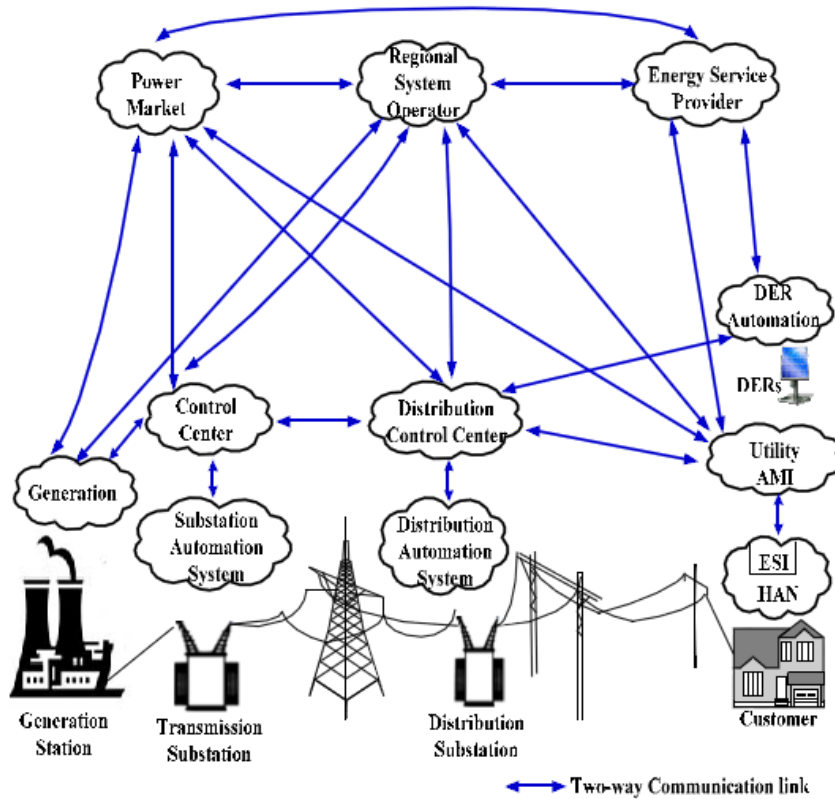 Power
Market
Regional
System
Operator
Energy Service
Provider
DER
Automation
DERs
Control
Center
Distribution
Control Center
Utility
AMI
Generation
Substation
Automation
System
Distribution
Automation
System
ESI
HAN
Generation
Station
Transmission
Substation
Distribution
Substation
Customer
Two-way Communication link